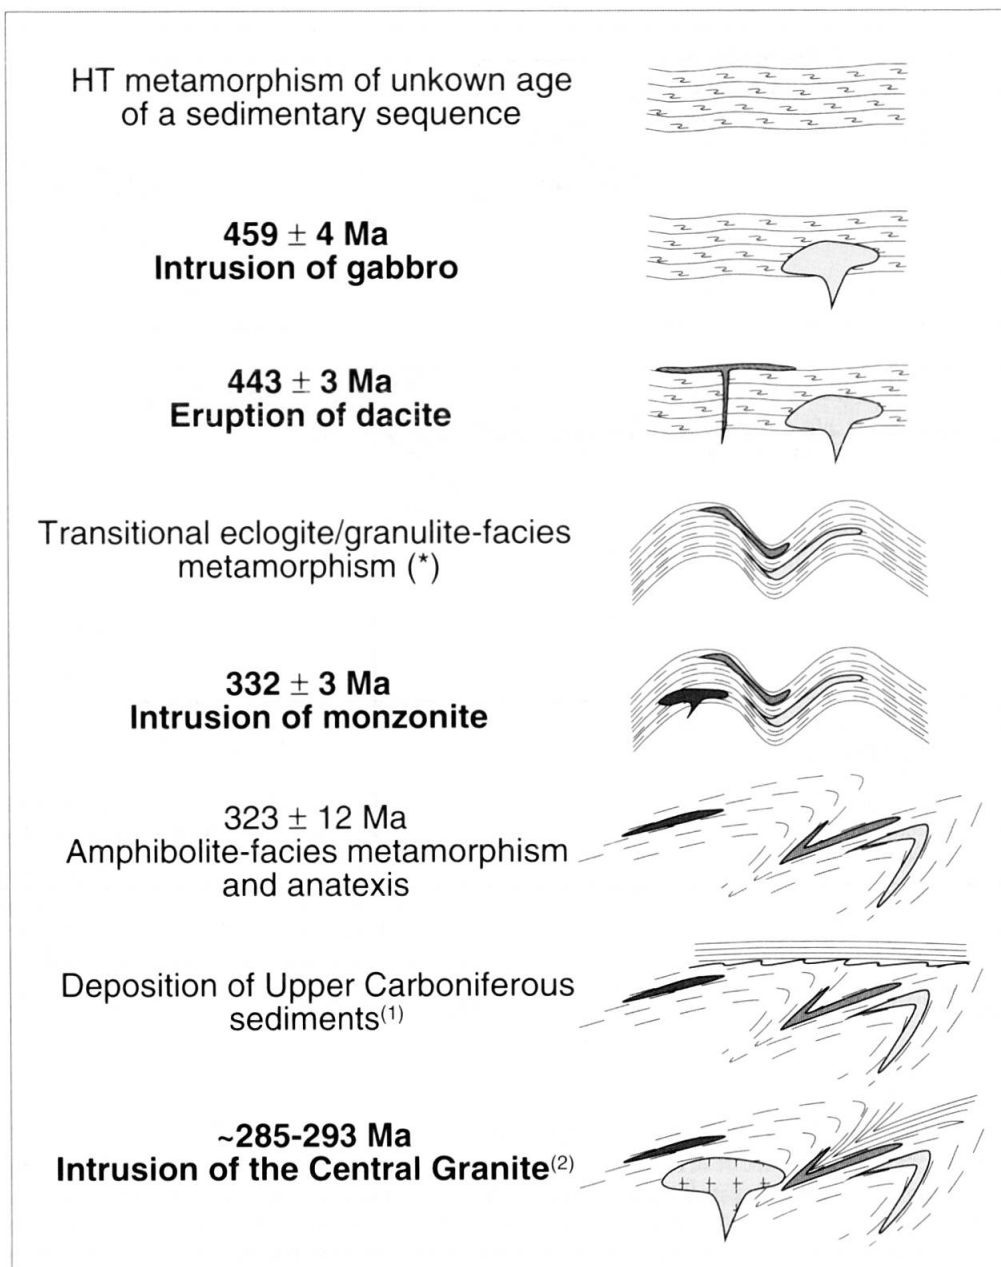 HT metamorphism of unkown age
of a sedimentary sequence
459 ± 4 Ma
Intrusion of gabbro
443 ± 3 Ma
Eruption of dacite
Transitional eclogite/granulite-facies
metamorphism (*)
332 ± 3 Ma
Intrusion of monzonite
323 ± 12 Ma
Amphibolite-facies metamorphism
and anatexis
Deposition of Upper Carboniferous
sediments(1)
~285-293 Ma
Intrusion of the Central Granite(2)